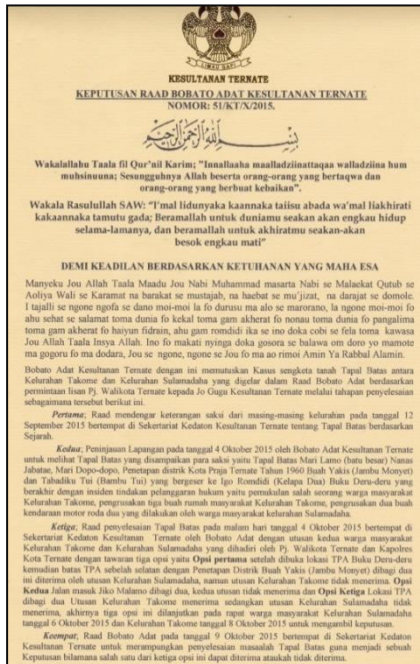 LIMAU GAPI
KESULTANAN TERNATE
KEPUTUSAN RAAD BOBATO ADAT KESULTANAN TERNATE
NOMOR: 51/KT/X/2015.
بِسْمِ اللهِ الرَّحْمٰنِ الرَّحِيْمِ
Wakalallahu Taala fil Qur'nil Karim; "Innallaaha maalladziinattaqaa walladziina hum
muhsinuuna; Sesungguhnya Allah beserta orang-orang yang bertaqwa dan
orang-orang yang berbuat kebaikan".
Wakala Rasulullah SAW: "I'mal lidunyaka kaannaka taiisu abada wa'mal liakhirati
kakaannaka tamutu gada; Beramallah untuk duniamu seakan akan engkau hidup
selama-lamanya, dan beramallah untuk akhiratmu seakan-akan
besok engkau mati"
DEMI KEADILAN BERDASARKAN KETUHANAN YANG MAHA ESA
Manyeku Jou Allah Taala Maadu Jou Nabi Muhammad masarta Nabi se Malaekat Qutub se
Aoliya Wali se Karamat na barakat se mustajab, na haebat se mu'jizat, na darajat se domole.
I tajalli se ngone ngofa se dano moi-moi la fo durusu ma alo se marorano, la ngone moi-moi fo
ahu sehat se salamat toma dunia fo kekal toma gam akherat fo nonau toma dunia fo pangalima
toma gam akherat fo haiyun fidrain, ahu gam romdidi ika se ino doka cobi se fela toma kawasa
Jou Allah Taala Insya Allah. Ino fo makati nyinga doka gosora se balawa om doro yo mamote
ma gogoru fo ma dodara, Jou se ngone, ngone se Jou fo ma ao rimoi Amin Ya Rabbal Alamin.
Bobato Adat Kesultanan Ternate dengan ini memutuskan Kasus sengketa tanah Tapal Batas antara
Kelurahan Takome dan Kelurahan Sulamadaha yang digelar dalam Raad Bobato Adat berdasarkan
permintaan lisan Pj. Walikota Ternate kepada Jo Gugu Kesultanan Ternate melalui tahapan penyelesaian
sebagaimana tersebut berikut ini.
Pertama; Raad mendengar keterangan saksi dari masing-masing kelurahan pada tanggal 12
September 2015 bertempat di Sekertariat Kedaton Kesultanan Ternate tentang Tapal Batas berdasarkan
Sejarah.
Kedua; Peninjauan Lapangan pada tanggal 4 Oktober 2015 oleh Bobato Adat Kesultanan Ternate
untuk melihat Tapal Batas yang disampaikan para saksi yaitu Tapal Batas Mari Lamo (batu besar) Nanas
Jabatae, Mari Dopo-dopo, Penetapan distrik Kota Praja Ternate Tahun 1960 Buah Yakis (Jambu Monyet)
dan Tabadiku Tui (Bambu Tui) yang bergeser ke Igo Romdidi (Kelapa Dua) Buku Deru-deru yang
berakhir dengan insiden tindakan pelanggaran hukum yaitu pemukulan salah seorang warga masyarakat
Kelurahan Takome, pengrusakan tiga buah rumah masyarakat Kelurahan Takome, pengrusakan dua buah
kendaraan motor roda dua yang dilakukan oleh warga masyarakat kelurahan Sulamadaha.
Ketiga; Raad penyelesaian Tapal Batas pada malam hari tanggal 4 Oktober 2015 bertempat di
Sekertariat Kedaton Kesultanan Ternate oleh Bobato Adat dengan utusan kedua warga masyarakat
Kelurahan Takome dan Kelurahan Sulamadaha yang dihadiri oleh Pj. Walikota Ternate dan Kapolres
Kota Ternate dengan tawaran tiga opsi yaitu Opsi pertama setelah dibuka lokasi TPA Buku Deru-deru
kemudian batas TPA sebelah selatan dengan Penetapan Distrik Buah Yakis (Jambu Monyet) dibagi dua dan
ini diterima oleh utusan Kelurahan Sulamadaha, namun utusan Kelurahan Takome tidak menerima. Opsi
Kedua Jalan masuk Jiko Malamo dibagi dua, kedua utusan tidak menerima dan Opsi Ketiga Lokasi TPA
dibagi dua Utusan Kelurahan Takome menerima sedangkan utusan Kelurahan Sulamadaha tidak
menerima, akhirnya tiga opsi ini dilanjutkan pada rapat warga masyarakat Kelurahan Sulamadaha
tanggal 6 Oktober 2015 dan Kelurahan Takome tanggal 8 Oktober 2015 untuk mengambil keputusan.
Keempat; Raad Bobato Adat pada tanggal 9 Oktober 2015 bertempat di Sekertariat Kedaton
Kesultanan Ternate untuk merampungkan penyelesaian masaalah Tapal Batas guna menjadi sebuah
Keputusan bilamana salah satu dari ketiga opsi ini dapat diterima ataukah tidak diterima.